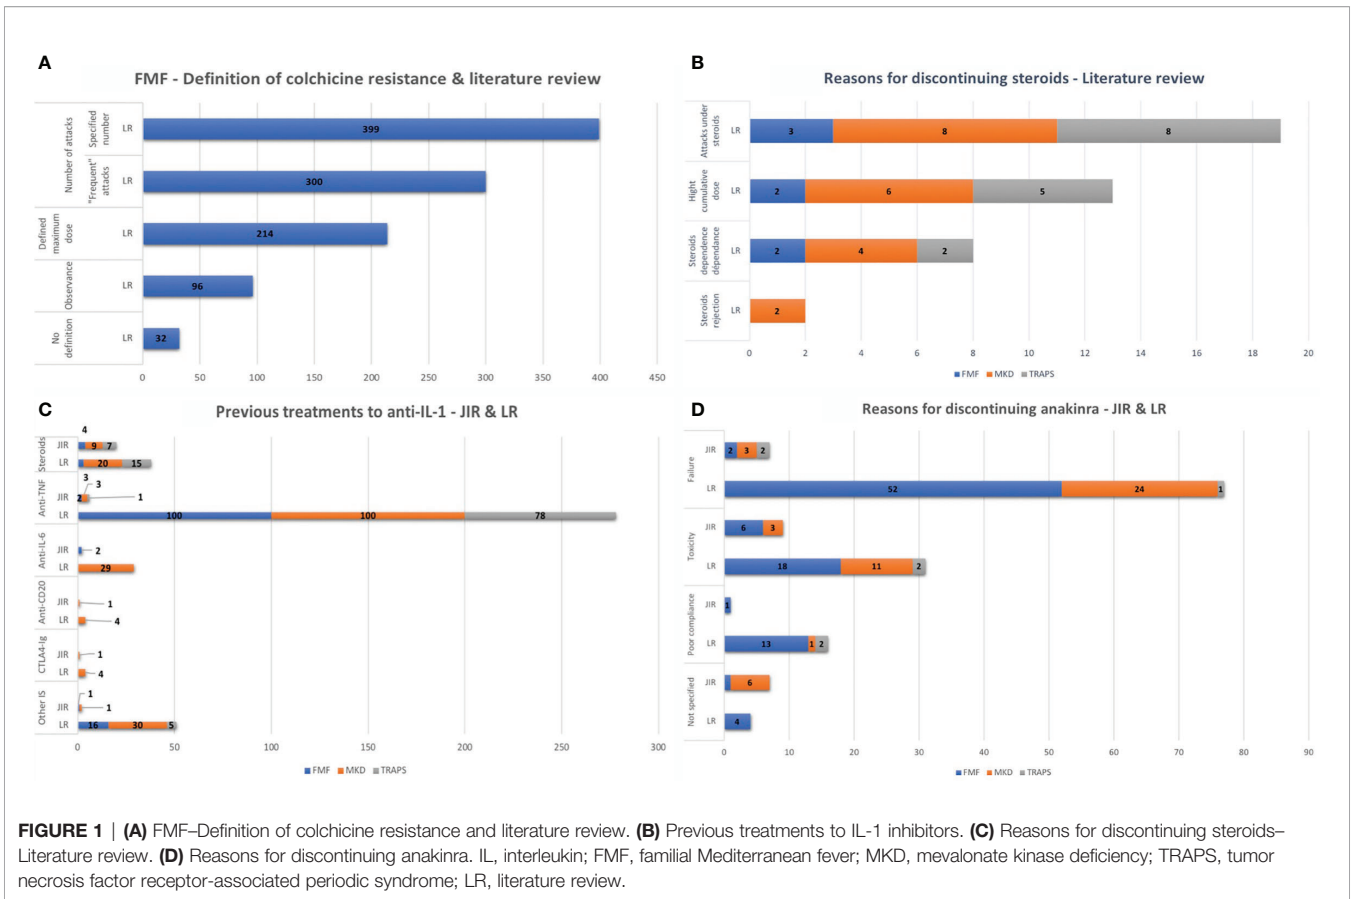 A
FMF - Definition of colchicine resistance & literature review
Number of attacks
Specified
number
LR
399
"Frequent"
attacks
LR
300
Defined
maximum
dose
LR
214
Observance
LR
96
No
definition
LR
32
0 50 100 150 200 250 300 350 400 450
B
Reasons for discontinuing steroids - Literature review
Attacks under
steroids
LR
3 8 8
Hight
cumulative
dose
LR
2 6 5
Steroids
dependence
dépendance
LR
2 4 2
Steroids
rejection
LR
2
0 2 4 6 8 10 12 14 16 18 20
FMF MKD TRAPS
C
Previous treatments to anti-IL-1 - JIR & LR
Steroids
4
JIR 9 7
LR 20 15
Anti-TNF
3
3
JIR 2 1
LR 100 100 78
Anti-IL-6
JIR 2
LR 29
Anti-CD20
JIR 1
LR 4
CTLA4-Ig
JIR 1
LR 4
Other IS
1
JIR 1
LR 16 30 5
0 50 100 150 200 250 300
FMF MKD TRAPS
D
Reasons for discontinuing anakinra - JIR & LR
Failure
JIR 2 3 2
LR 52 24 1
Toxicity
JIR 6 3
LR 18 11 2
Poor compliance
JIR 1
LR 13 1 2
Not specified
JIR 6
LR 4
0 10 20 30 40 50 60 70 80 90
FMF MKD TRAPS
FIGURE 1 | (A) FMF–Definition of colchicine resistance and literature review. (B) Previous treatments to IL-1 inhibitors. (C) Reasons for discontinuing steroids–
Literature review. (D) Reasons for discontinuing anakinra. IL, interleukin; FMF, familial Mediterranean fever; MKD, mevalonate kinase deficiency; TRAPS, tumor
necrosis factor receptor-associated periodic syndrome; LR, literature review.